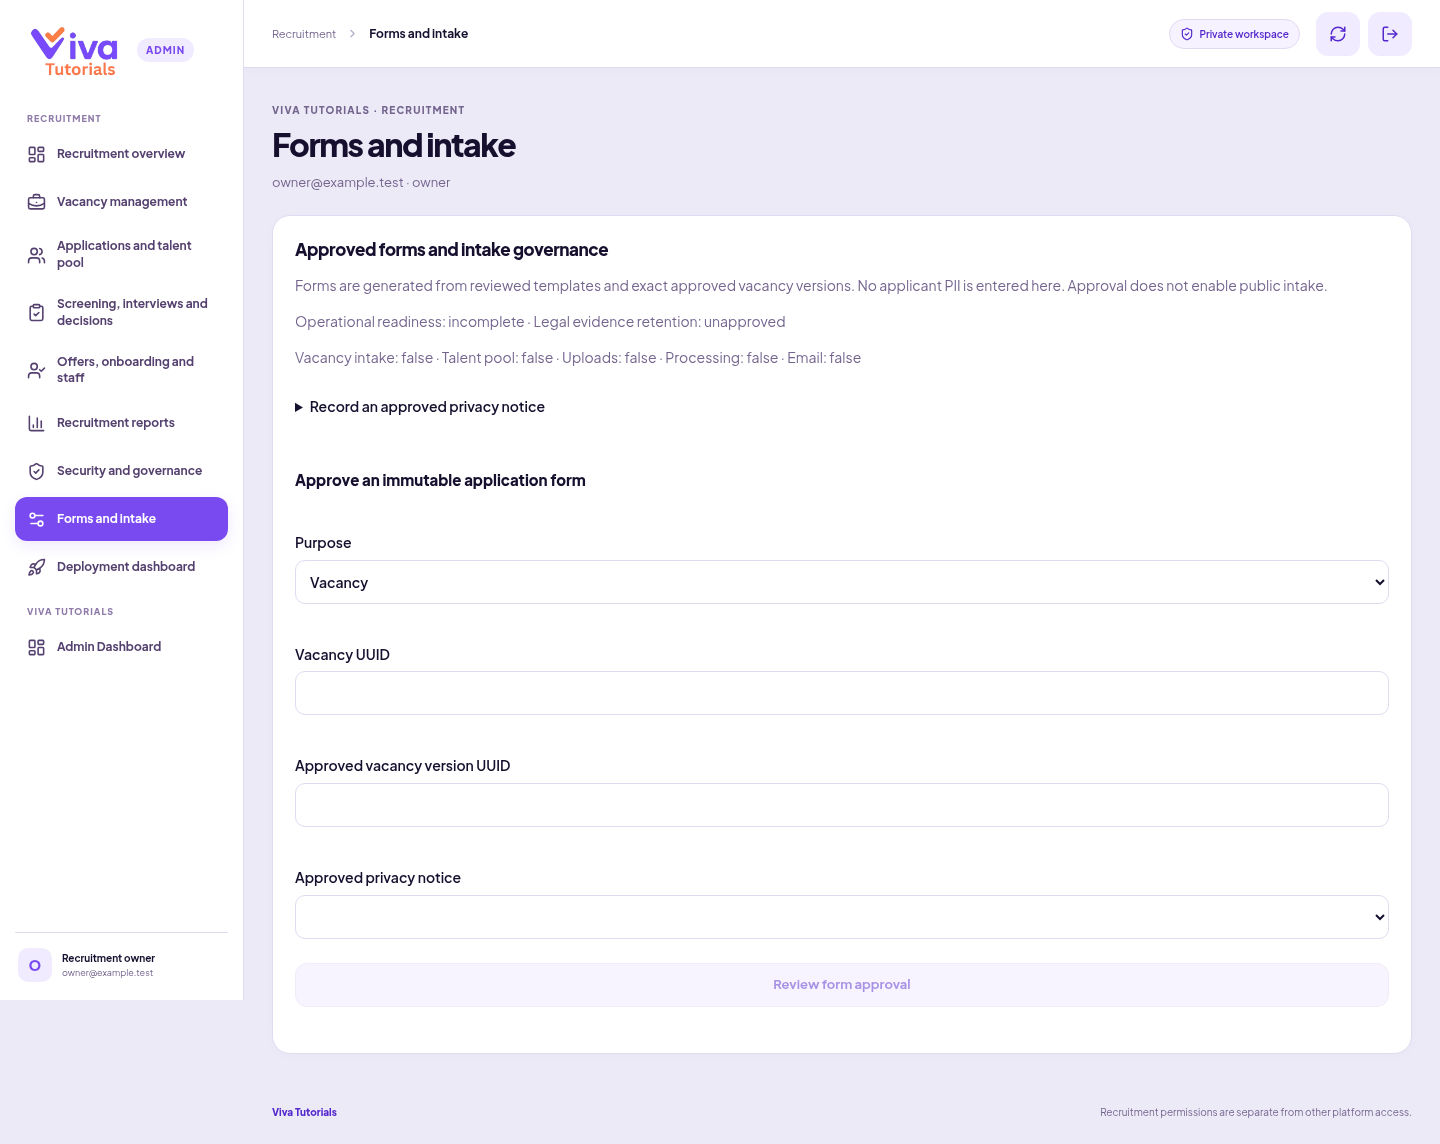 Viva
Tutorials
ADMIN
RECRUITMENT
Recruitment overview
Vacancy management
Applications and talent
pool
Screening, interviews and
decisions
Offers, onboarding and
staff
Recruitment reports
Security and governance
Forms and intake
Deployment dashboard
VIVA TUTORIALS
Admin Dashboard
O
Recruitment owner
owner@example.test
Recruitment > Forms and intake
Private workspace
VIVA TUTORIALS · RECRUITMENT
Forms and intake
owner@example.test · owner
Approved forms and intake governance
Forms are generated from reviewed templates and exact approved vacancy versions. No applicant PII is entered here. Approval does not enable public intake.
Operational readiness: incomplete · Legal evidence retention: unapproved
Vacancy intake: false · Talent pool: false · Uploads: false · Processing: false · Email: false
Record an approved privacy notice
Approve an immutable application form
Purpose
Vacancy
Vacancy UUID
Approved vacancy version UUID
Approved privacy notice
Review form approval
Viva Tutorials
Recruitment permissions are separate from other platform access.